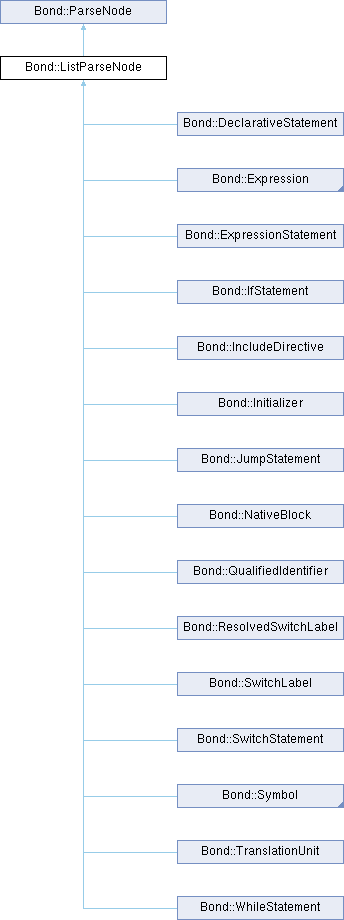 Bond::ParseNode
Bond::ListParseNode
Bond::DeclarativeStatement
Bond::Expression
Bond::ExpressionStatement
Bond::IfStatement
Bond::IncludeDirective
Bond::Initializer
Bond::JumpStatement
Bond::NativeBlock
Bond::QualifiedIdentifier
Bond::ResolvedSwitchLabel
Bond::SwitchLabel
Bond::SwitchStatement
Bond::Symbol
Bond::TranslationUnit
Bond::WhileStatement